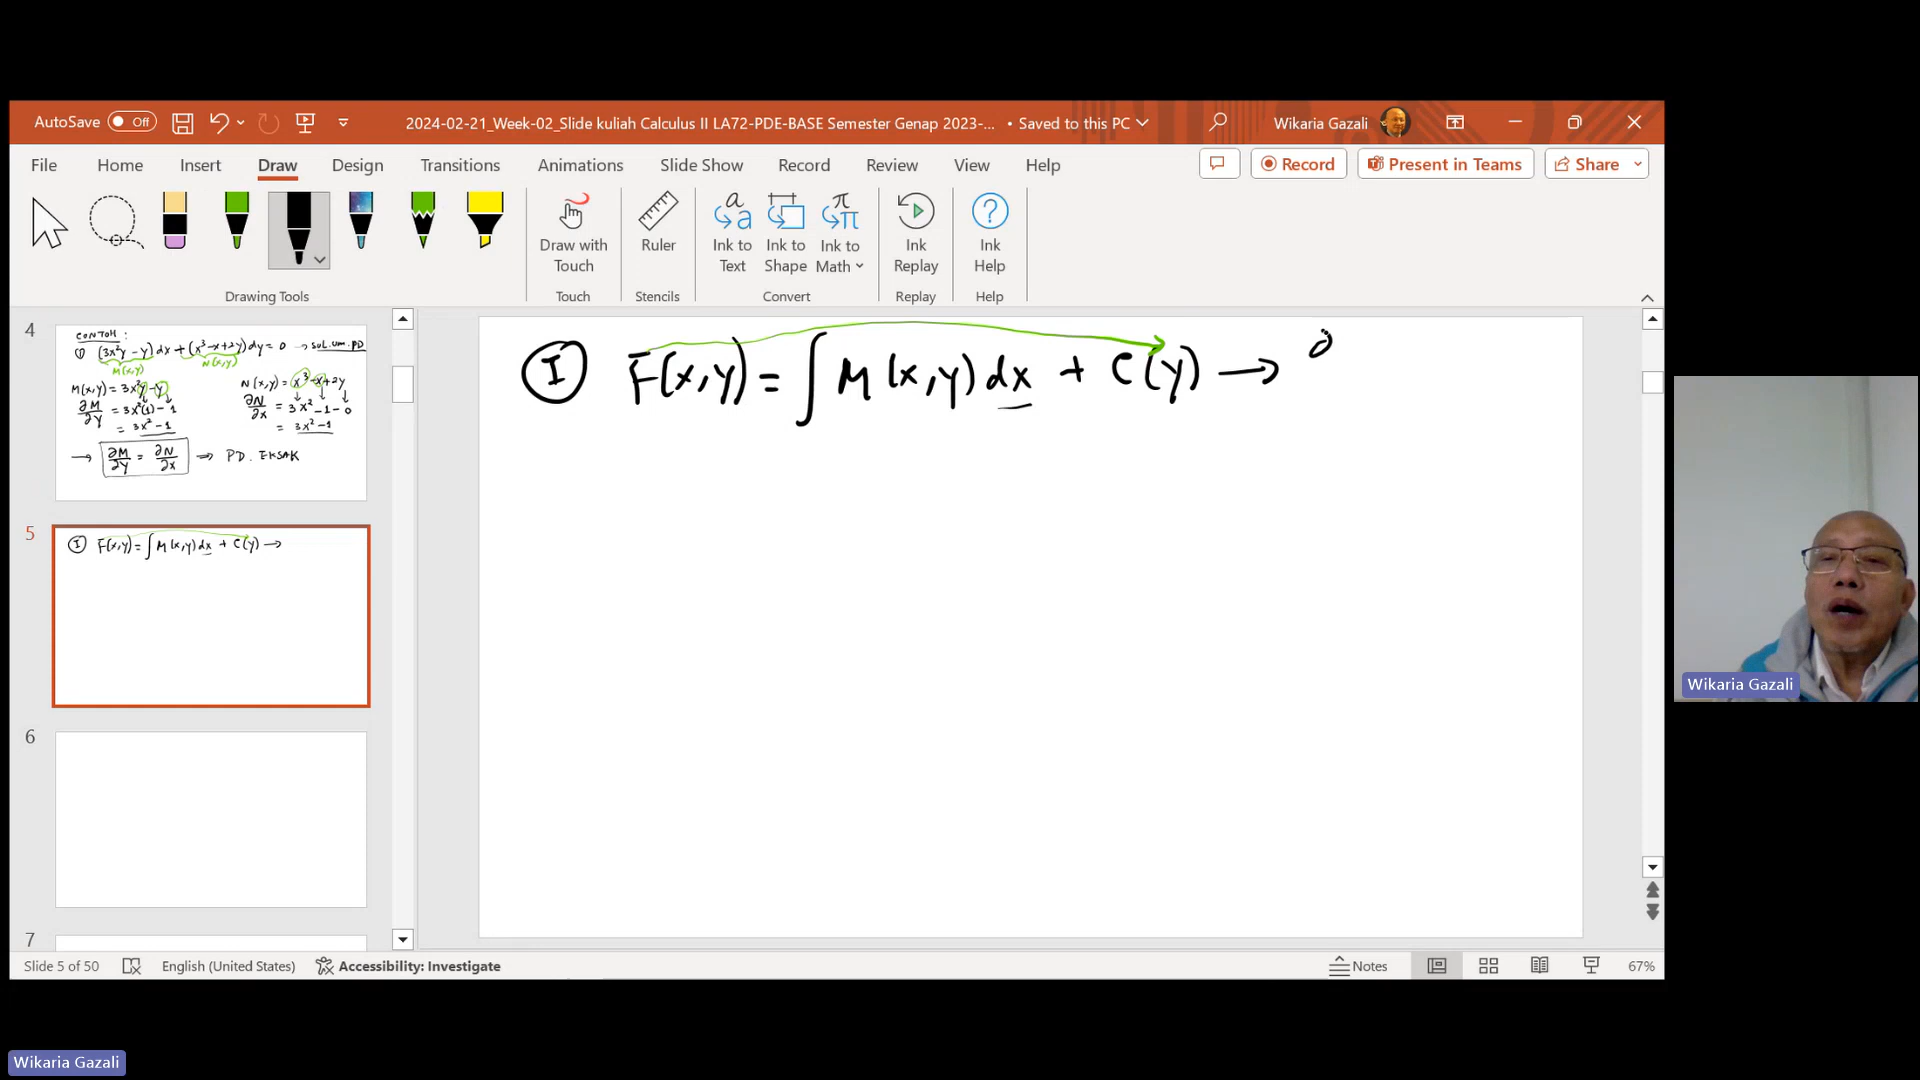 AutoSave Off 2024-02-21_Week-02_Slide kuliah Calculus II LA72-PDE-BASE Semester Genap 2023-... • Saved to this PC Wikaria Gazali
File Home Insert Draw Design Transitions Animations Slide Show Record Review View Help Record Present in Teams Share
Draw with Touch Ruler Ink to Text Ink to Shape Ink to Math Ink Replay Ink Help
Drawing Tools Touch Stencils Convert Replay Help
4
CONTOH:
① (3x²y - y) dx + (x³ - x + 2y) dy = 0 → sol. um. PD
M(x,y) N(x,y)
M(x,y) = 3x²y - y N(x,y) = x³ - x + 2y
∂M/∂y = 3x²(1) - 1 ∂N/∂x = 3x² - 1 - 0
= 3x² - 1 = 3x² - 1
→ ∂M/∂y = ∂N/∂x ⇒ PD. EKSAK
5
Ⓘ F(x,y) = ∫ M(x,y) dx + C(y) →
6
7
Ⓘ F(x,y) = ∫ M(x,y) dx + C(y) → ∂
Wikaria Gazali
Slide 5 of 50 English (United States) Accessibility: Investigate Notes 67%
Wikaria Gazali